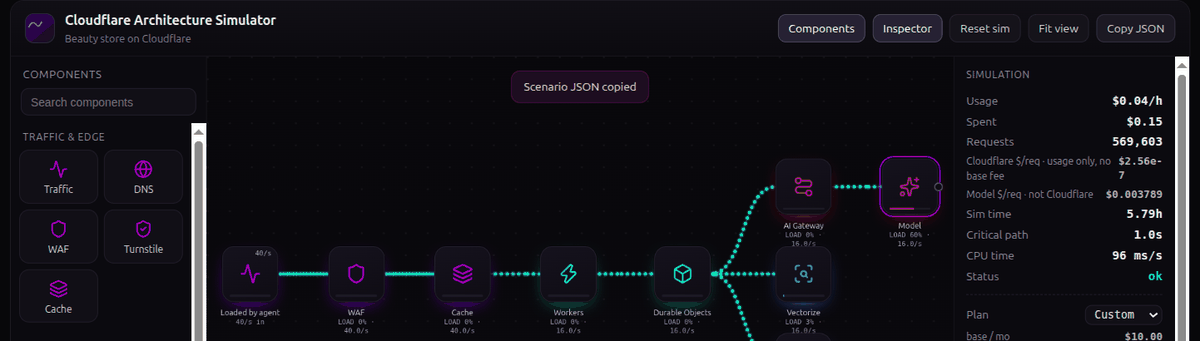 Cloudflare Architecture Simulator
Beauty store on Cloudflare
Components
Inspector
Reset sim
Fit view
Copy JSON
COMPONENTS
Search components
TRAFFIC & EDGE
Traffic
DNS
WAF
Turnstile
Cache
Scenario JSON copied
40/s
Loaded by agent
40/s in
WAF
LOAD 0% ·
40.0/s
Cache
LOAD 0% ·
40.0/s
Workers
LOAD 0% ·
16.0/s
Durable Objects
LOAD 0% ·
16.0/s
AI Gateway
LOAD 0% ·
16.0/s
Model
LOAD 60% ·
16.0/s
Vectorize
LOAD 3% ·
16.0/s
SIMULATION
Usage $0.04/h
Spent $0.15
Requests 569,603
Cloudflare $/req · usage only, no $2.56e-
base fee 7
Model $/req · not Cloudflare $0.003789
Sim time 5.79h
Critical path 1.0s
CPU time 96 ms/s
Status ok
Plan Custom
base / mo $10.00